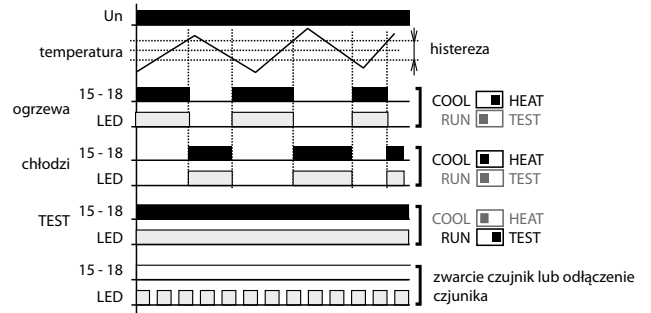 Un
temperatura
histereza
ogrzewa
15 - 18
LED
COOL HEAT
RUN TEST
chłodzi
15 - 18
LED
COOL HEAT
RUN TEST
TEST
15 - 18
LED
COOL HEAT
RUN TEST
15 - 18
LED
zwarcie czujnik lub odłączenie
czjunika